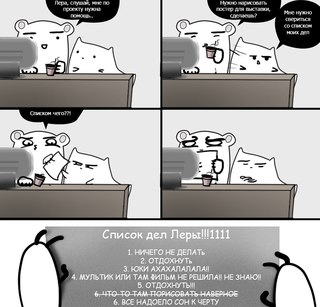 Лера, слушай, мне по
проекту нужна
помощь..
Нужно нарисовать
постер для выставки,
сделаешь?
Мне нужно
свериться
со списком
моих дел
Списком чего??!
Список дел Леры!!!1111
1. НИЧЕГО НЕ ДЕЛАТЬ
2. ОТДОХНУТЬ
3. ЮКИ АХАХАЛАЛАЛА!!
4. МУЛЬТИК ИЛИ ТАМ ФИЛЬМ НЕ РЕШИЛА!! НЕ ЗНАЮ!!
5. ОТДОХНУТЬ!!!
6. ЧТО-ТО ТАМ ПОРИСОВАТЬ НАВЕРНОЕ
6. ВСЕ НАДОЕЛО СОН К ЧЕРТУ